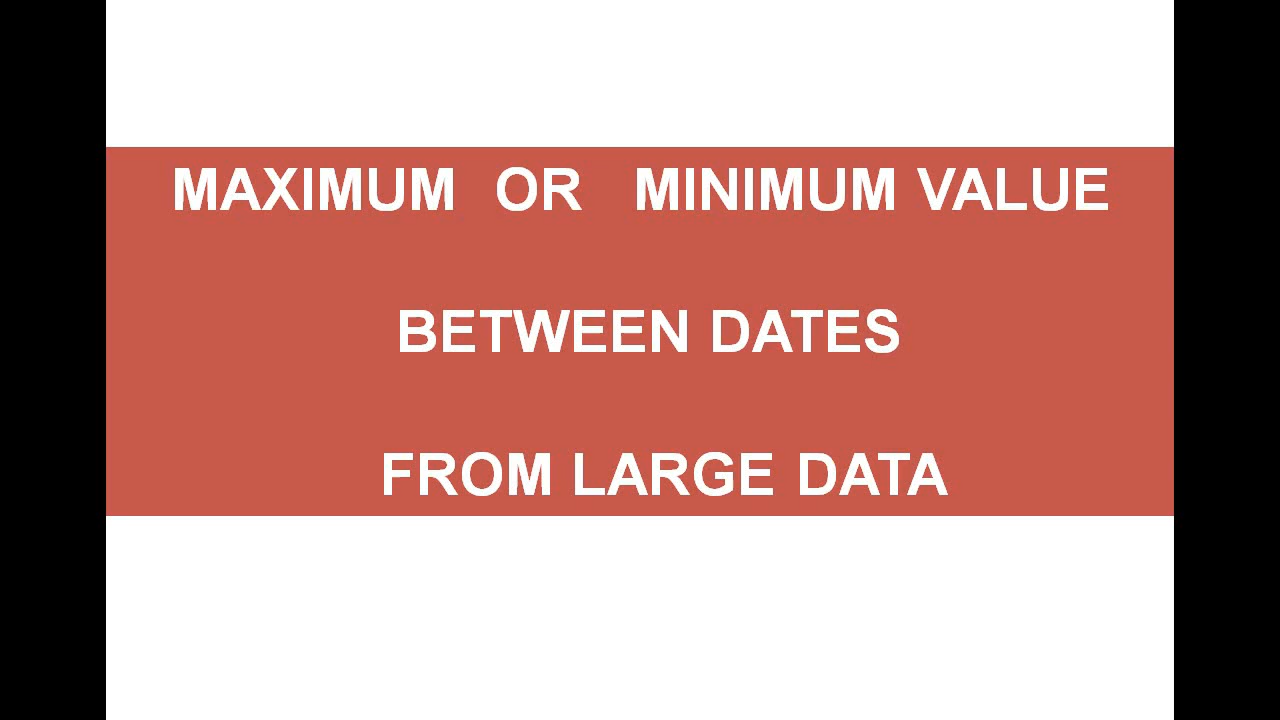 MAXIMUM OR MINIMUM VALUE
BETWEEN DATES
FROM LARGE DATA